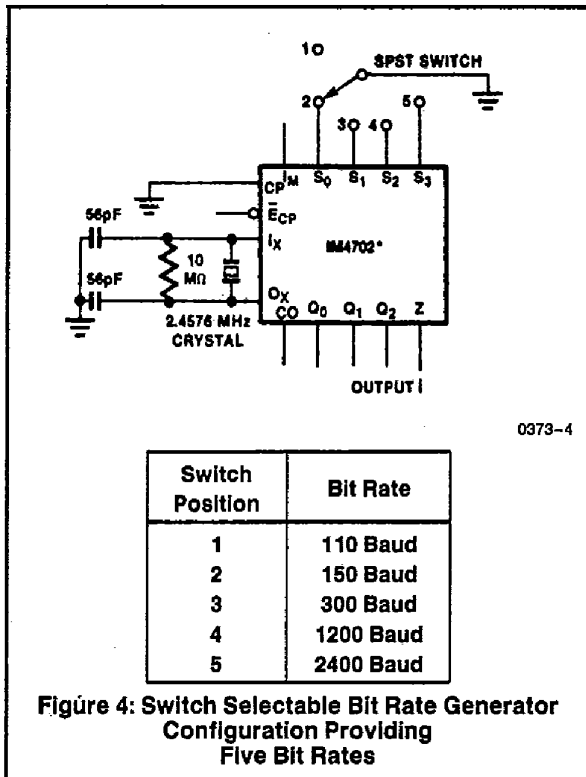 1
SPST SWITCH
2
5
3
4
IM
S0
S1
S2
S3
CP
ECP
56pF
IX
10
MΩ
IM4702*
56pF
OX
CO
Q0
Q1
Q2
Z
2.4576 MHz
CRYSTAL
OUTPUT
0373-4
Switch
Position
Bit Rate
1 110 Baud
2 150 Baud
3 300 Baud
4 1200 Baud
5 2400 Baud
Figure 4: Switch Selectable Bit Rate Generator
Configuration Providing
Five Bit Rates